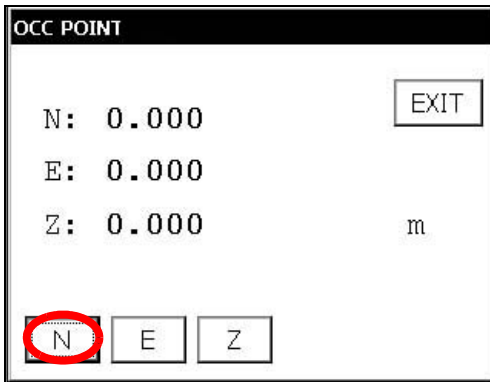 OCC POINT
EXIT
N: 0.000
E: 0.000
Z: 0.000 m
N E Z